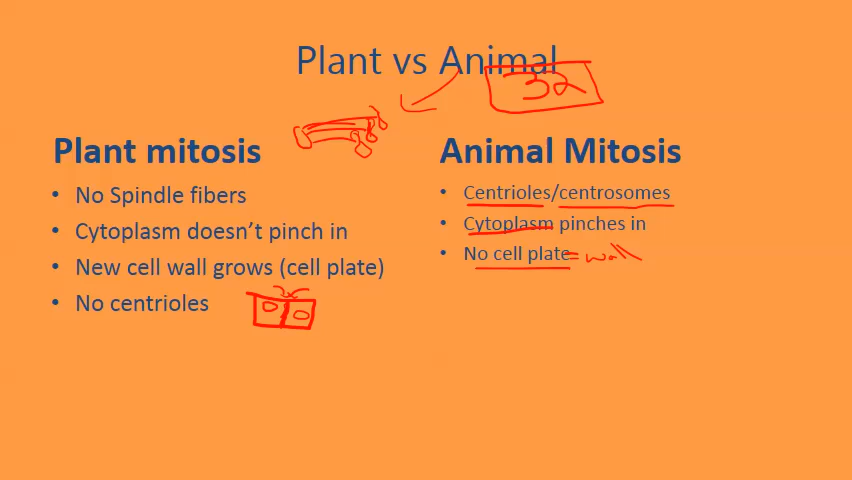 Plant vs Animal
32
Plant mitosis
• No Spindle fibers
• Cytoplasm doesn't pinch in
• New cell wall grows (cell plate)
• No centrioles
Animal Mitosis
• Centrioles/centrosomes
• Cytoplasm pinches in
• No cell plate = wall